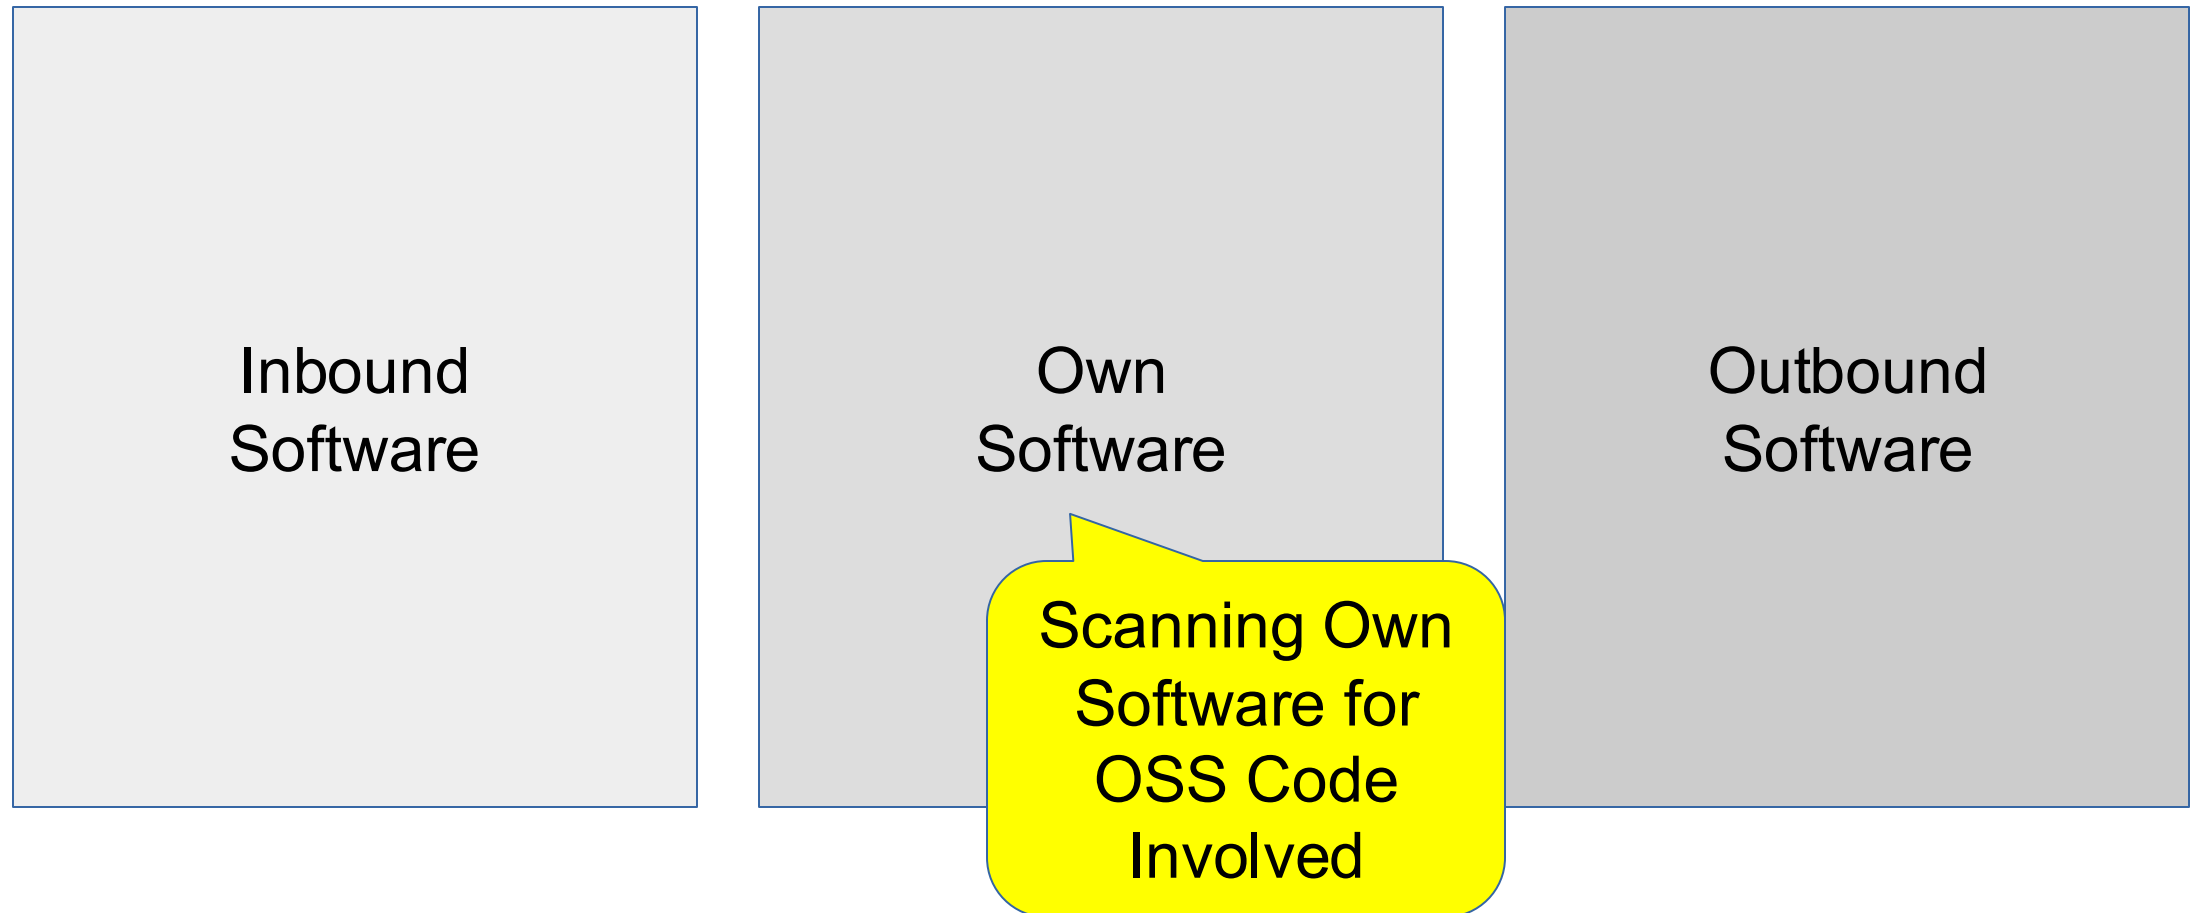 Inbound
Software
Own
Software
Outbound
Software
Scanning Own
Software for
OSS Code
Involved